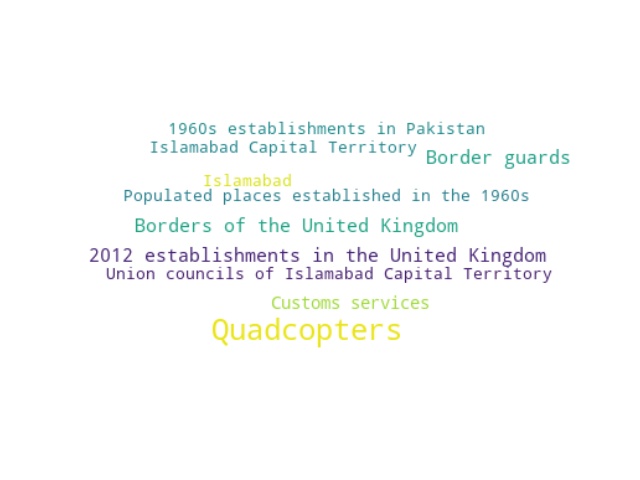 1960s establishments in Pakistan
Islamabad Capital Territory
Border guards
Islamabad
Populated places established in the 1960s
Borders of the United Kingdom
2012 establishments in the United Kingdom
Union councils of Islamabad Capital Territory
Customs services
Quadcopters